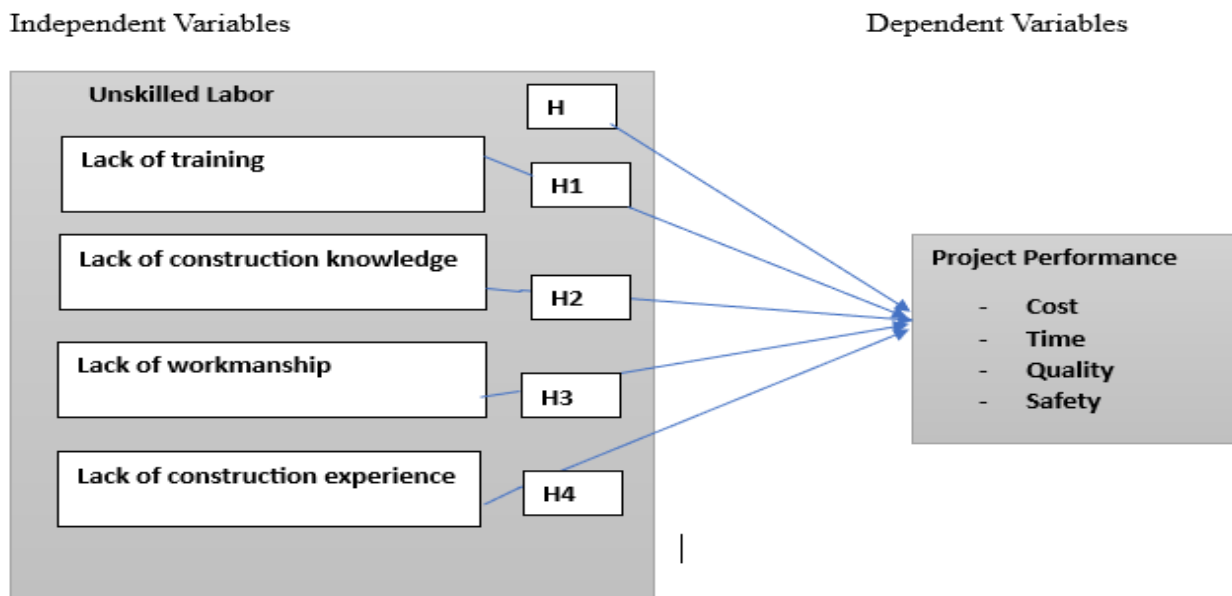 Independent Variables
Dependent Variables
Unskilled Labor
H
Lack of training
H1
Lack of construction knowledge
H2
Lack of workmanship
H3
Lack of construction experience
H4
Project Performance
- Cost
- Time
- Quality
- Safety